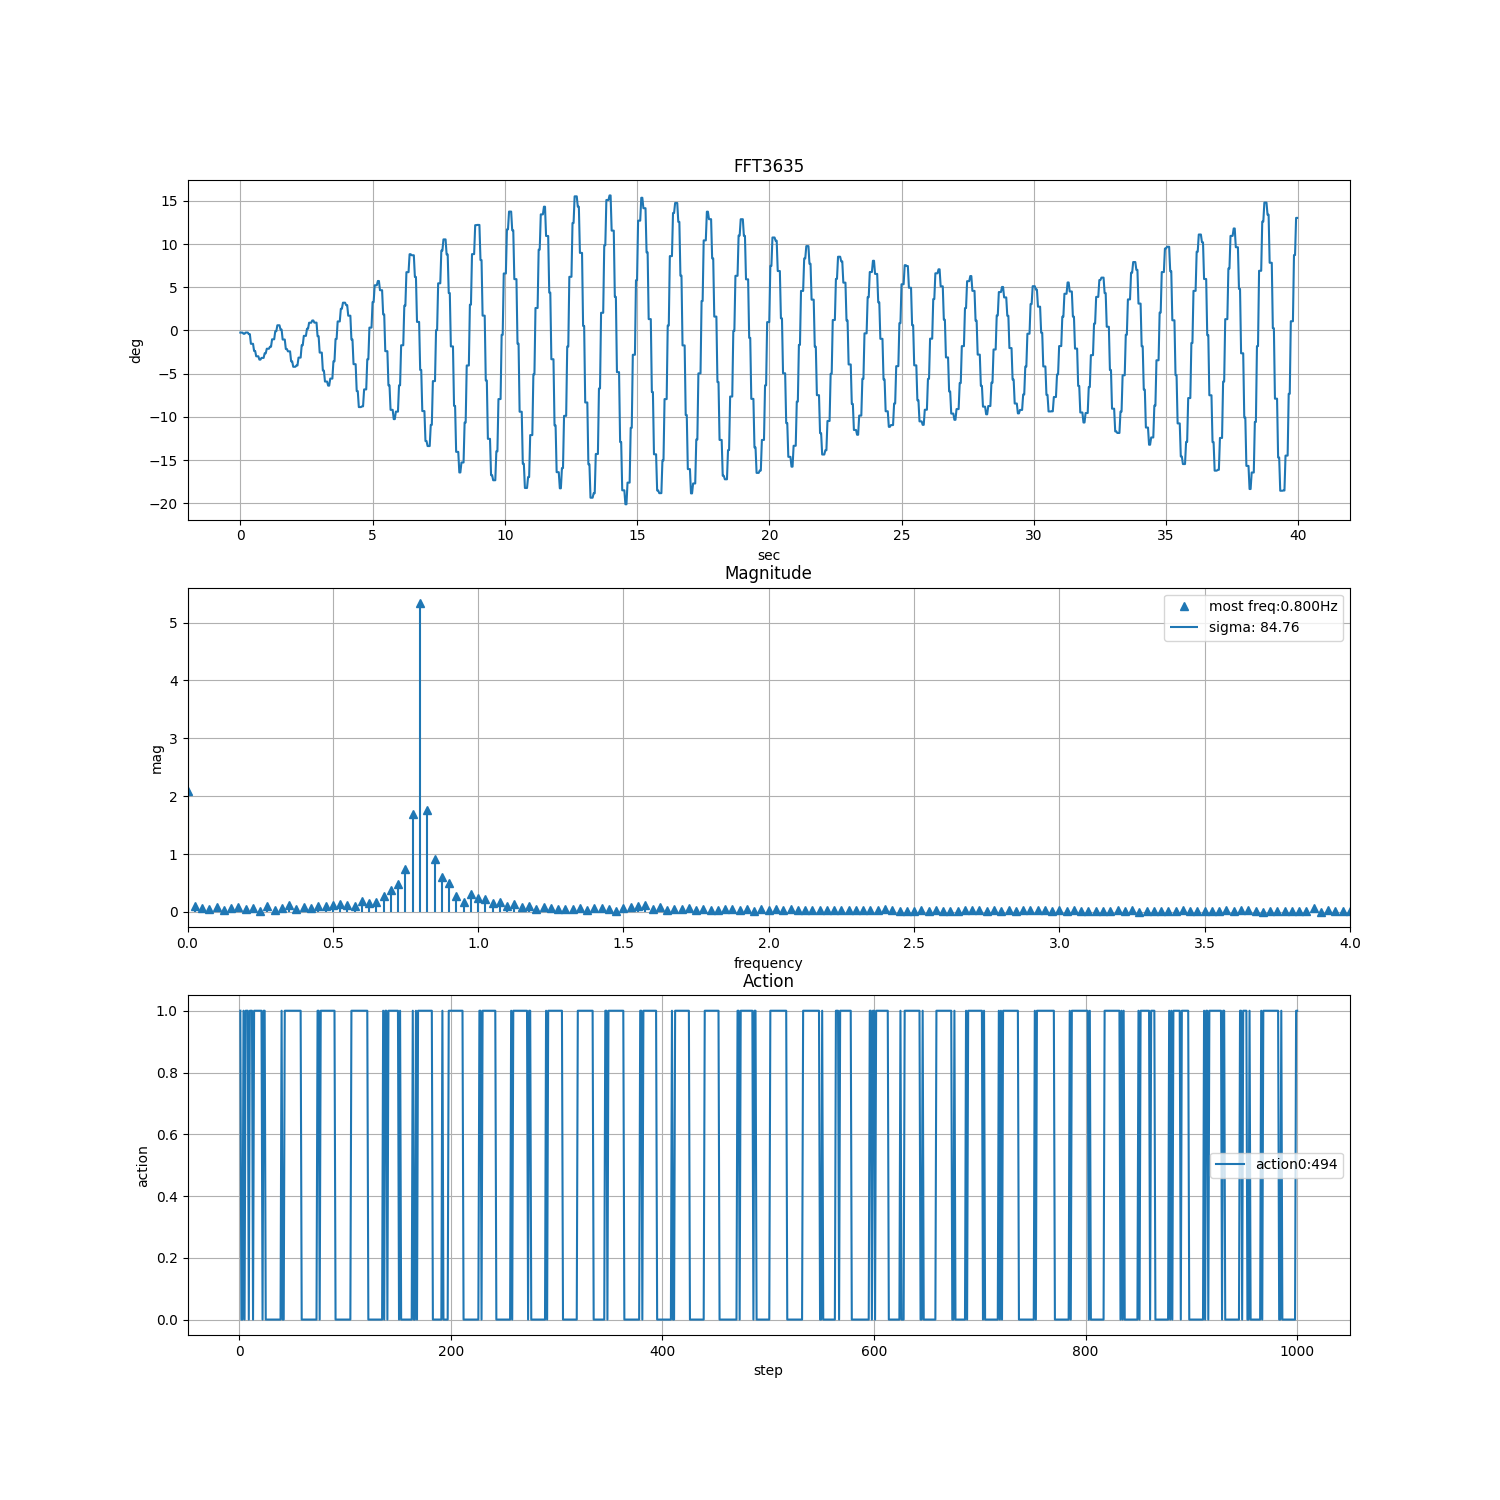 FFT3635
15
10
5
0
−5
−10
−15
−20
deg
0 5 10 15 20 25 30 35 40
sec
Magnitude
most freq:0.800Hz
sigma: 84.76
5
4
3
2
1
0
mag
0.0 0.5 1.0 1.5 2.0 2.5 3.0 3.5 4.0
frequency
Action
1.0
0.8
0.6
0.4
0.2
0.0
action
action0:494
0 200 400 600 800 1000
step